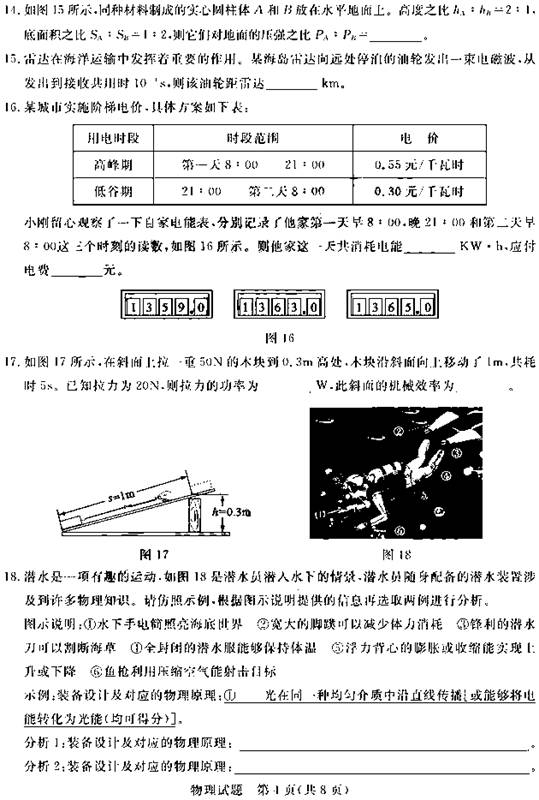 14. 如图 15 所示,同种材料制成的实心圆柱体 A 和 B 放在水平地面上。高度之比 hA : hB = 2 : 1,
底面积之比 SA : SB = 1 : 2,则它们对地面的压强之比 PA : PB = 。
15. 雷达在海洋运输中发挥着重要的作用。某海岛雷达向远处停泊的油轮发出一束电磁波,从
发出到接收共用时 s,则该油轮距雷达 km。
16. 某城市实施阶梯电价,具体方案如下表:
用电时段 时段范围 电 价
高峰期 第一天 8:00 21:00 0.55 元/千瓦时
低谷期 21:00 第二天 8:00 0.30 元/千瓦时
小刚留心观察了一下自家电能表,分别记录了他家第一天早 8:00,晚 21:00 和第二天早
8:00这三个时刻的读数,如图 16 所示。则他家这一天共消耗电能 KW·h,应付
电费 元。
1359.0 1363.0 1365.0
图 16
17. 如图 17 所示,在斜面上拉一重 50N 的木块到 0.3m 高处,木块沿斜面向上移动了 1m,共耗
时 5s。已知拉力为 20N,则拉力的功率为 W,此斜面的机械效率为 。
s=1m
h=0.3m
② ③ ① ⑤ ④ ⑥
图 17 图 18
18. 潜水是一项有趣的运动,如图 18 是潜水员潜入水下的情景,潜水员随身配备的潜水装置涉
及到许多物理知识。请仿照示例,根据图示说明提供的信息再选取两例进行分析。
图示说明:①水下手电筒照亮海底世界 ②宽大的脚蹼可以减少体力消耗 ③锋利的潜水
刀可以割断海草 ④全封闭的潜水服能够保持体温 ⑤浮力背心的膨胀或收缩能实现上
升或下降 ⑥鱼枪利用压缩空气能射击目标
示例:装备设计及对应的物理原理:① 光在同一种均匀介质中沿直线传播[或能够将电
能转化为光能(均可得分)]。
分析 1:装备设计及对应的物理原理: 。
分析 2:装备设计及对应的物理原理: 。
物理试题 第 4 页(共 8 页)